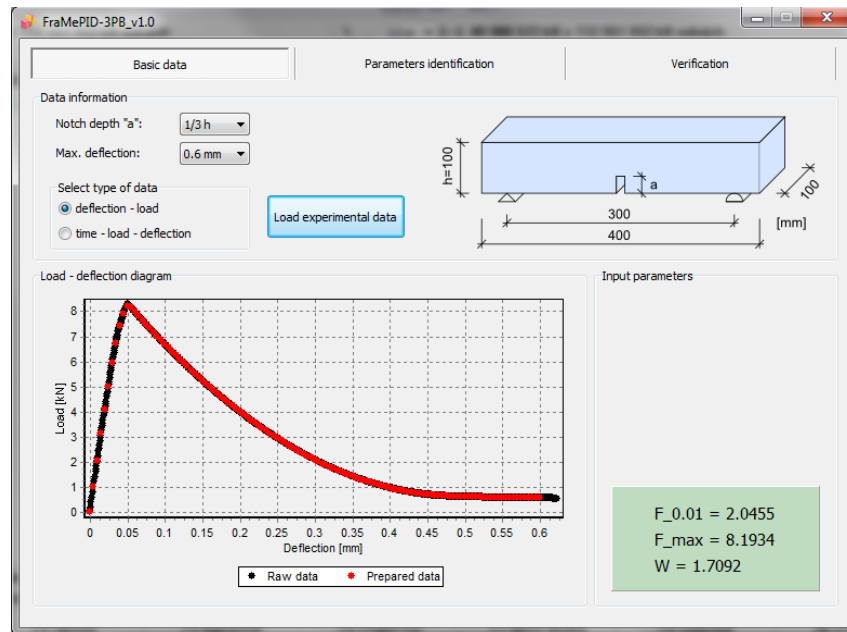 FraMePID-3PB_v1.0
Basic data
Parameters identification
Verification
Data information
Notch depth "a":
1/3 h
Max. deflection:
0.6 mm
Select type of data
deflection - load
time - load - deflection
Load experimental data
h=100
a
100
300
[mm]
400
Load - deflection diagram
Input parameters
8
7
6
5
4
3
2
1
0
Load [kN]
0 0.05 0.1 0.15 0.2 0.25 0.3 0.35 0.4 0.45 0.5 0.55 0.6
Deflection [mm]
Raw data Prepared data
F_0.01 = 2.0455
F_max = 8.1934
W = 1.7092